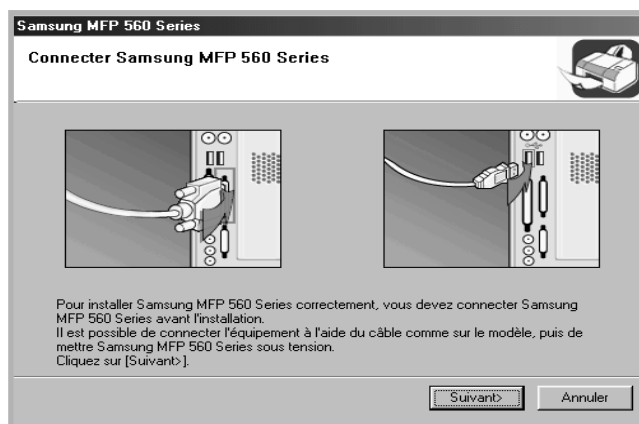 Samsung MFP 560 Series
Connecter Samsung MFP 560 Series
Pour installer Samsung MFP 560 Series correctement, vous devez connecter Samsung
MFP 560 Series avant l'installation.
Il est possible de connecter l'équipement à l'aide du câble comme sur le modèle, puis de
mettre Samsung MFP 560 Series sous tension.
Cliquez sur [Suivant>].
Suivant>
Annuler